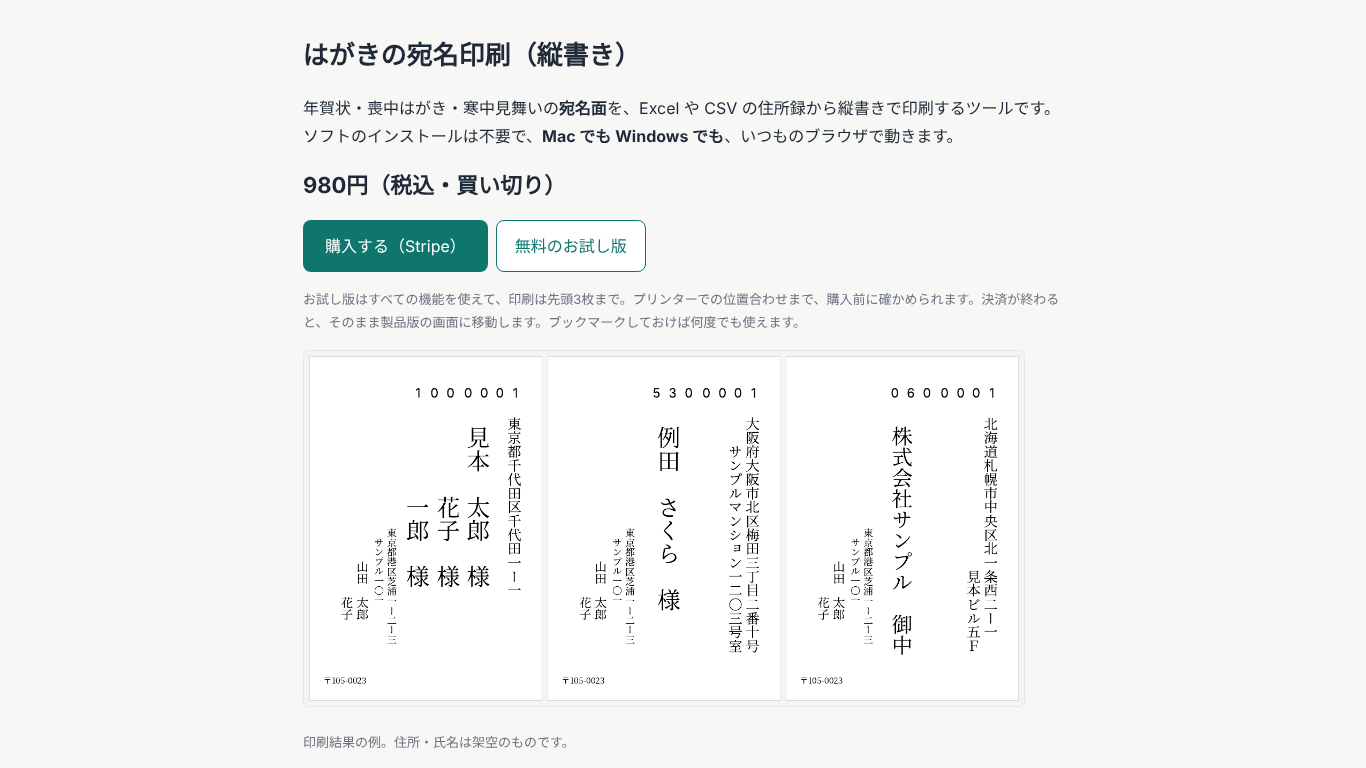 はがきの宛名印刷（縦書き）
年賀状・喪中はがき・寒中見舞いの宛名面を、Excel や CSV の住所録から縦書きで印刷するツールです。
ソフトのインストールは不要で、Mac でも Windows でも、いつものブラウザで動きます。
980円（税込・買い切り）
購入する（Stripe）
無料のお試し版
お試し版はすべての機能を使えて、印刷は先頭3枚まで。プリンターでの位置合わせまで、購入前に確かめられます。決済が終わる
と、そのまま製品版の画面に移動します。ブックマークしておけば何度でも使えます。
1000001
東京都千代田区千代田一ー一
見本 太郎 様
花子 様
一郎 様
東京都港区芝浦一ー二ー三
サンプル一〇一
山田 太郎
花子
〒105-0023
5300001
大阪府大阪市北区梅田三丁目二番十号
サンプルマンション一二〇三号室
例田 さくら 様
東京都港区芝浦一ー二ー三
サンプル一〇一
山田 太郎
花子
〒105-0023
0600001
北海道札幌市中央区北一条西二ー一
見本ビル五F
株式会社サンプル 御中
東京都港区芝浦一ー二ー三
サンプル一〇一
山田 太郎
花子
〒105-0023
印刷結果の例。住所・氏名は架空のものです。